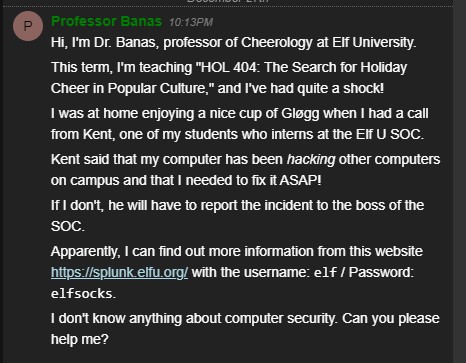 December 27th
P
Professor Banas 10:13PM
Hi, I'm Dr. Banas, professor of Cheerology at Elf University.
This term, I'm teaching "HOL 404: The Search for Holiday
Cheer in Popular Culture," and I've had quite a shock!
I was at home enjoying a nice cup of Gløgg when I had a call
from Kent, one of my students who interns at the Elf U SOC.
Kent said that my computer has been hacking other computers
on campus and that I needed to fix it ASAP!
If I don't, he will have to report the incident to the boss of the
SOC.
Apparently, I can find out more information from this website
https://splunk.elfu.org/ with the username: elf / Password:
elfsocks.
I don't know anything about computer security. Can you please
help me?